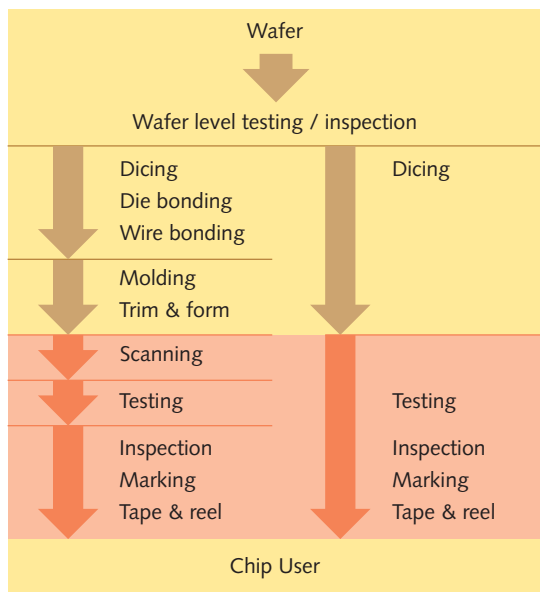 Wafer
Wafer level testing / inspection
Dicing
Die bonding
Wire bonding
Molding
Trim & form
Scanning
Testing
Inspection
Marking
Tape & reel
Dicing
Testing
Inspection
Marking
Tape & reel
Chip User